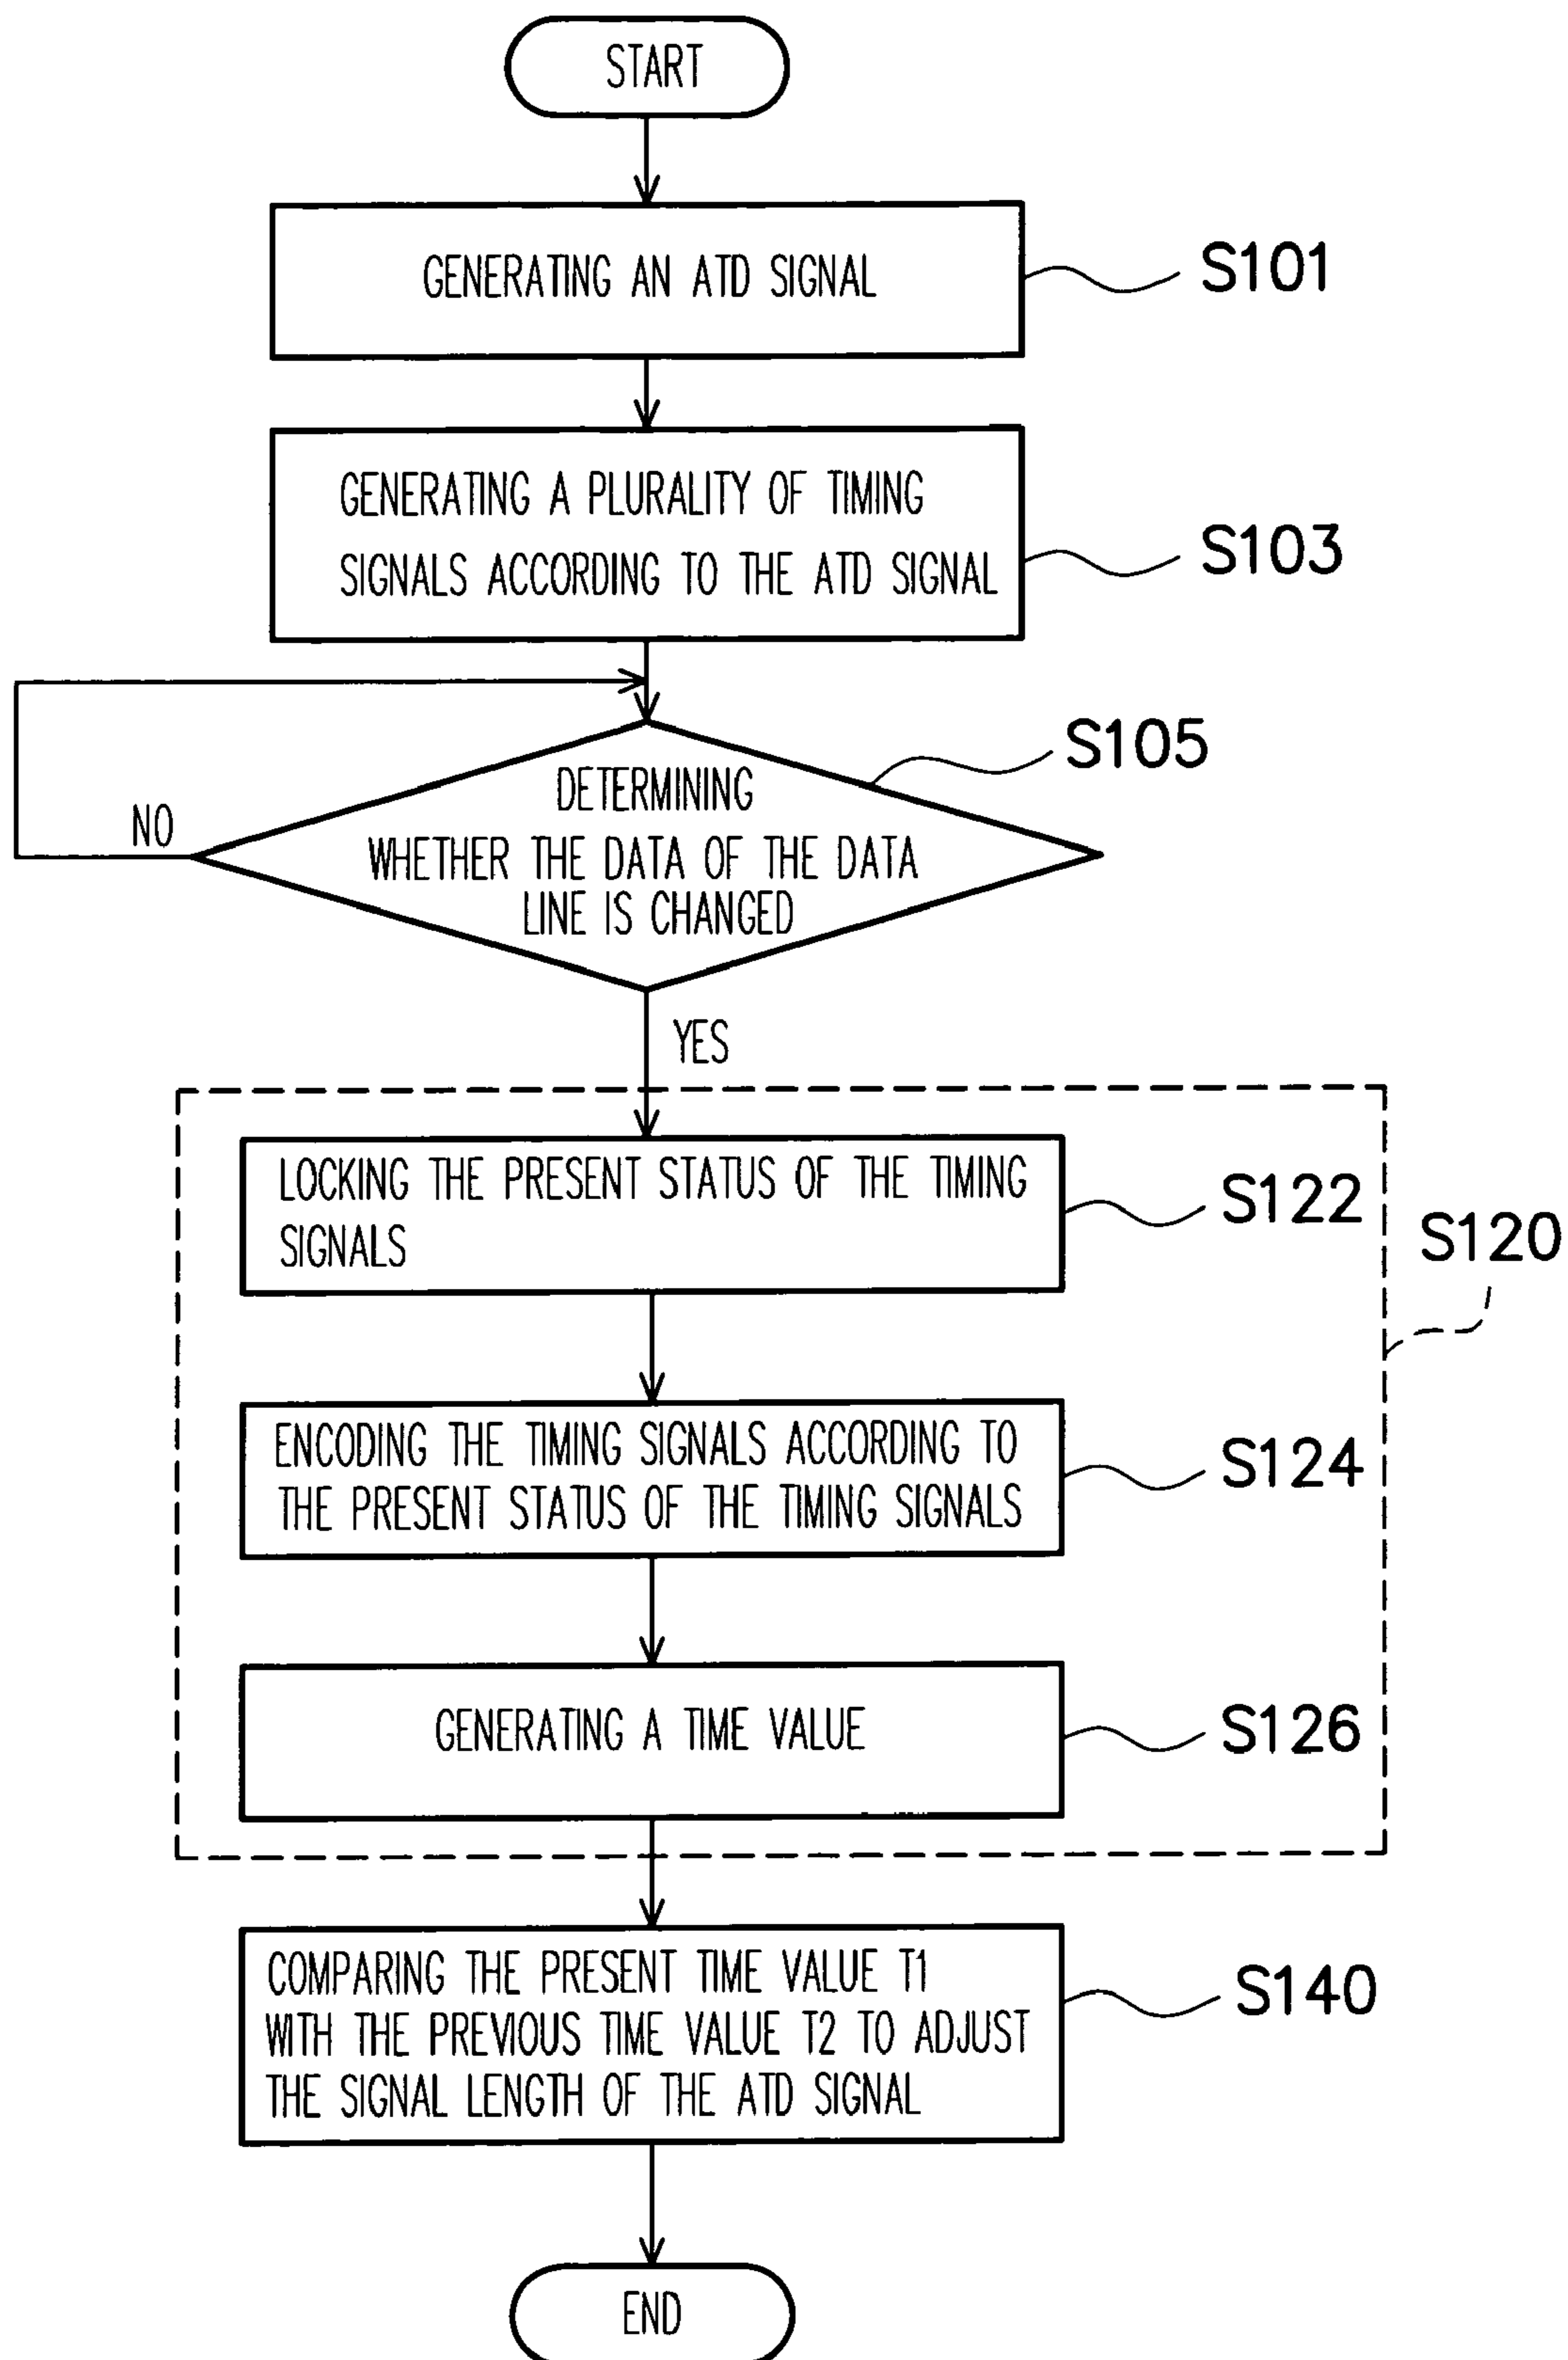 START
GENERATING AN ATD SIGNAL
S101
GENERATING A PLURALITY OF TIMING
SIGNALS ACCORDING TO THE ATD SIGNAL
S103
S105
DETERMINING
WHETHER THE DATA OF THE DATA
LINE IS CHANGED
NO
YES
LOCKING THE PRESENT STATUS OF THE TIMING
SIGNALS
S122
S120
ENCODING THE TIMING SIGNALS ACCORDING TO
THE PRESENT STATUS OF THE TIMING SIGNALS
S124
GENERATING A TIME VALUE
S126
COMPARING THE PRESENT TIME VALUE T1
WITH THE PREVIOUS TIME VALUE T2 TO ADJUST
THE SIGNAL LENGTH OF THE ATD SIGNAL
S140
END